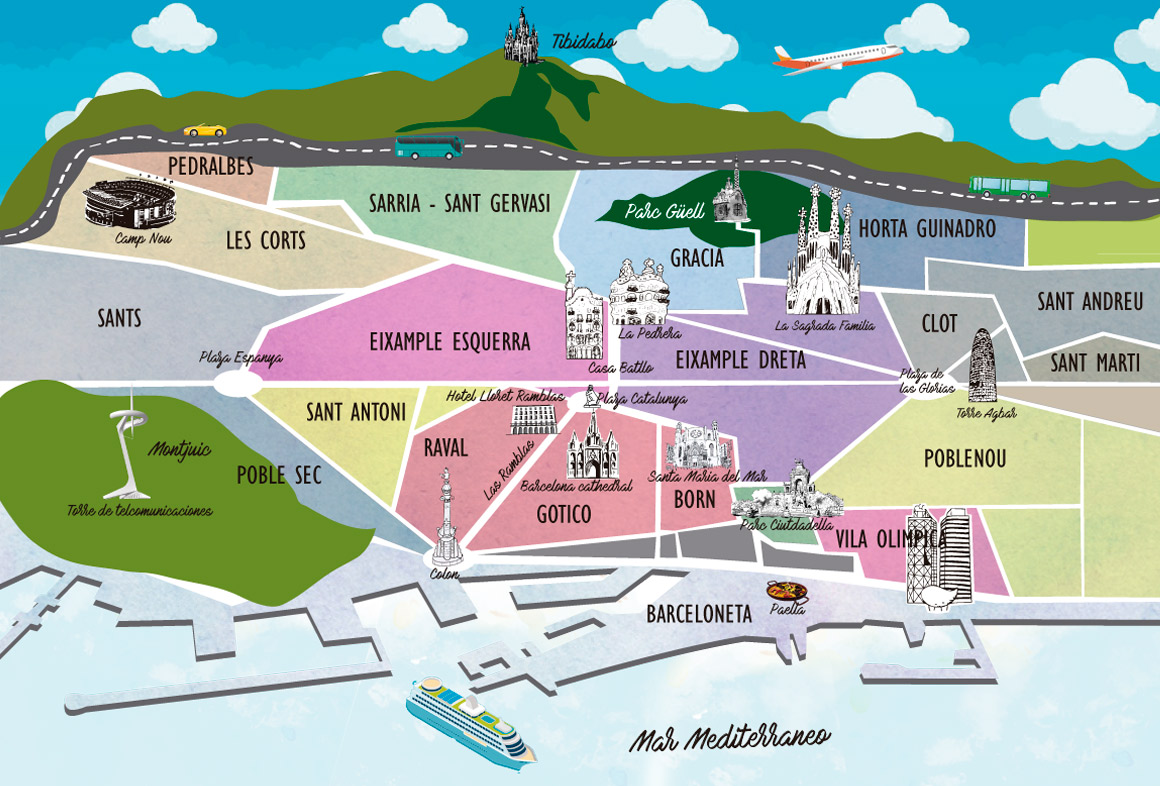 Tibidabo
PEDRALBES
SARRIA - SANT GERVASI
Parc Güell
Camp Nou
LES CORTS
HORTA GUINADRO
GRACIA
SANTS
EIXAMPLE ESQUERRA
La Pedrera
La Sagrada Familia
CLOT
SANT ANDREU
Plaza Espanya
Casa Batllo
EIXAMPLE DRETA
SANT MARTI
Plaza de
las Glorias
Torre Agbar
Hotel Lloret Ramblas
Plaza Catalunya
SANT ANTONI
RAVAL
Las Ramblas
Montjuic
POBLE SEC
Torre de telcomunicaciones
Barcelona cathedral
Santa Maria del Mar
BORN
GOTICO
POBLENOU
Parc Ciutdadella
VILA OLIMPICA
Colon
BARCELONETA
Paella
Mar Mediterraneo